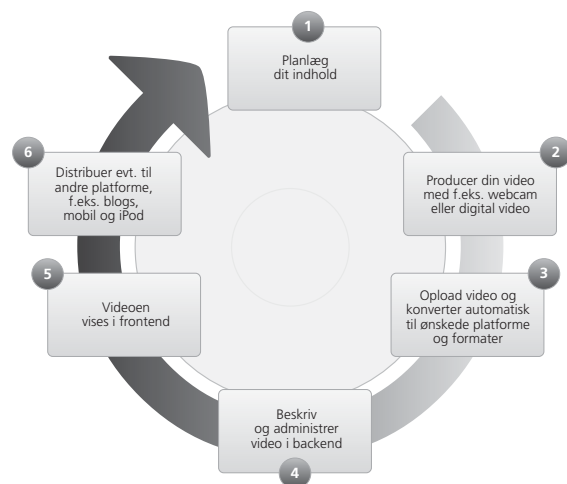 1
Planlæg
dit indhold
2
Producer din video
med f.eks. webcam
eller digital video
3
Opload video og
konverter automatisk
til ønskede platforme
og formater
Beskriv
og administrer
video i backend
4
5
Videoen
vises i frontend
6
Distribuer evt. til
andre platforme,
f.eks. blogs,
mobil og iPod